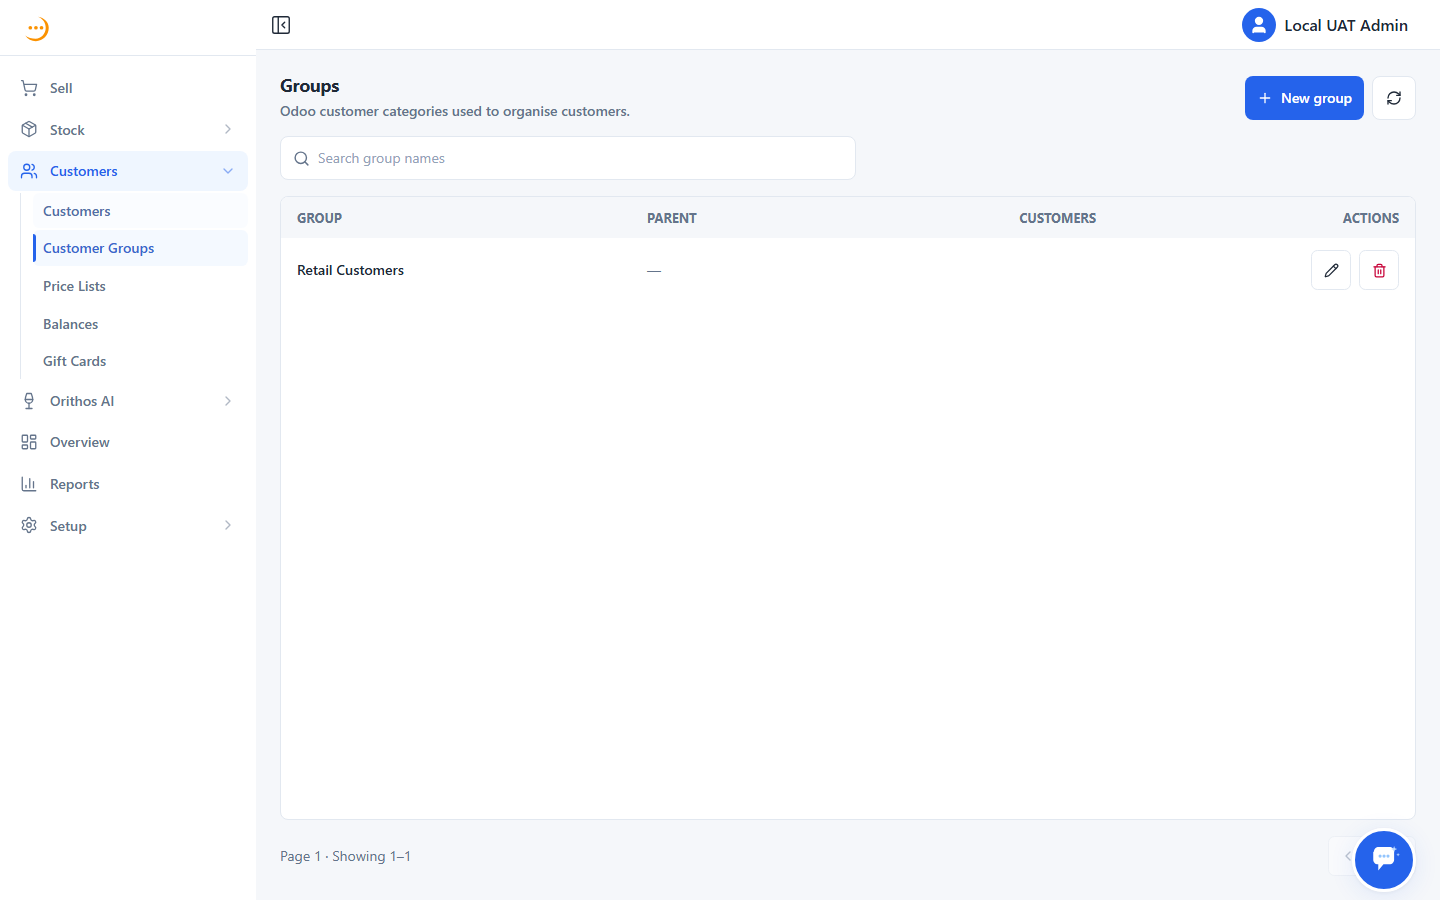 Local UAT Admin
Sell
Stock
Customers
Customers
Customer Groups
Price Lists
Balances
Gift Cards
Orithos AI
Overview
Reports
Setup
Groups
Odoo customer categories used to organise customers.
New group
Search group names
GROUP PARENT CUSTOMERS ACTIONS
Retail Customers —
Page 1 · Showing 1–1